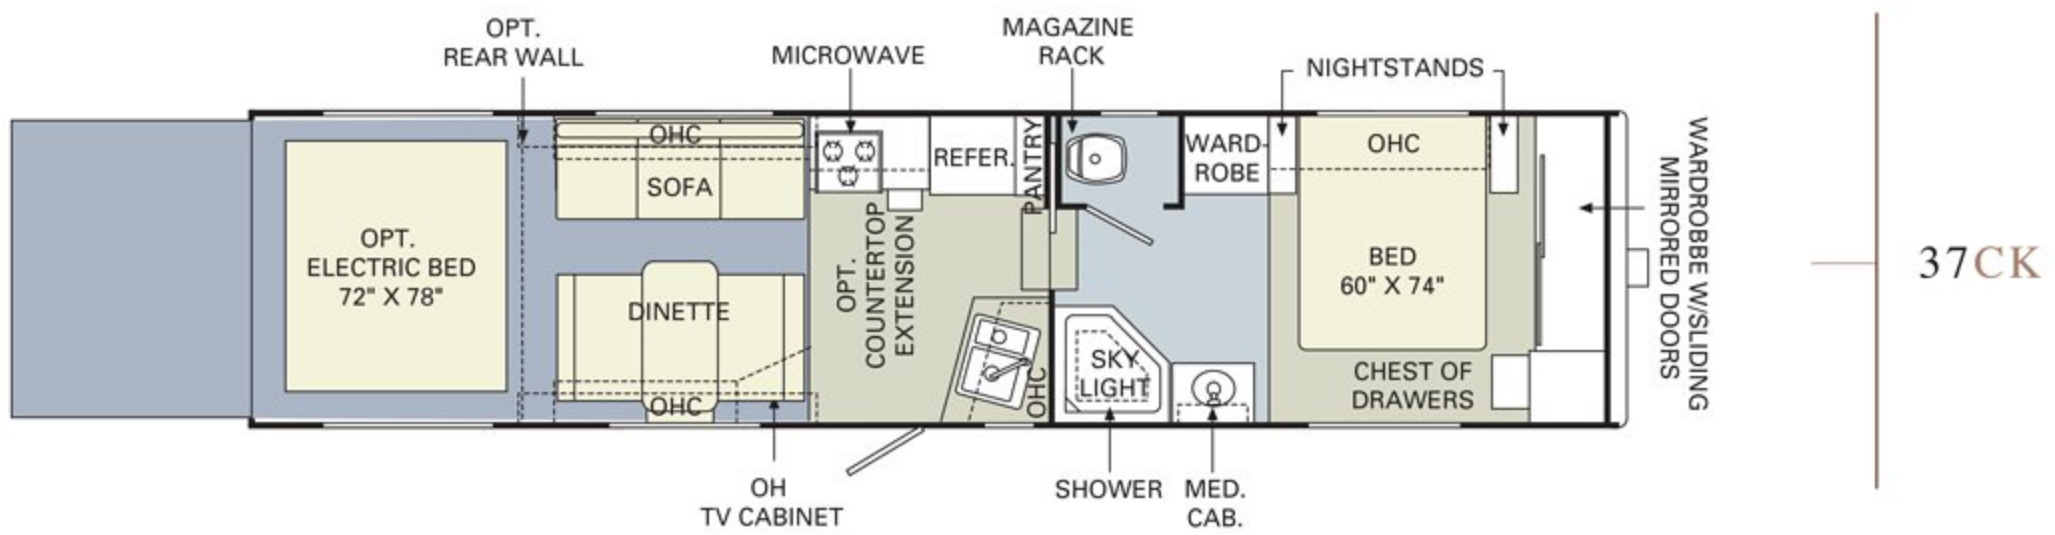 OPT.
REAR WALL
MICROWAVE
MAGAZINE
RACK
NIGHTSTANDS
OHC
SOFA
REFER.
PANTRY
WARD-
ROBE
OHC
WARDROBBE W/SLIDING
MIRRORED DOORS
OPT.
ELECTRIC BED
72" X 78"
DINETTE
OHC
OPT.
COUNTERTOP
EXTENSION
OHC
SKY
LIGHT
BED
60" X 74"
CHEST OF
DRAWERS
37CK
OH
TV CABINET
SHOWER
MED.
CAB.